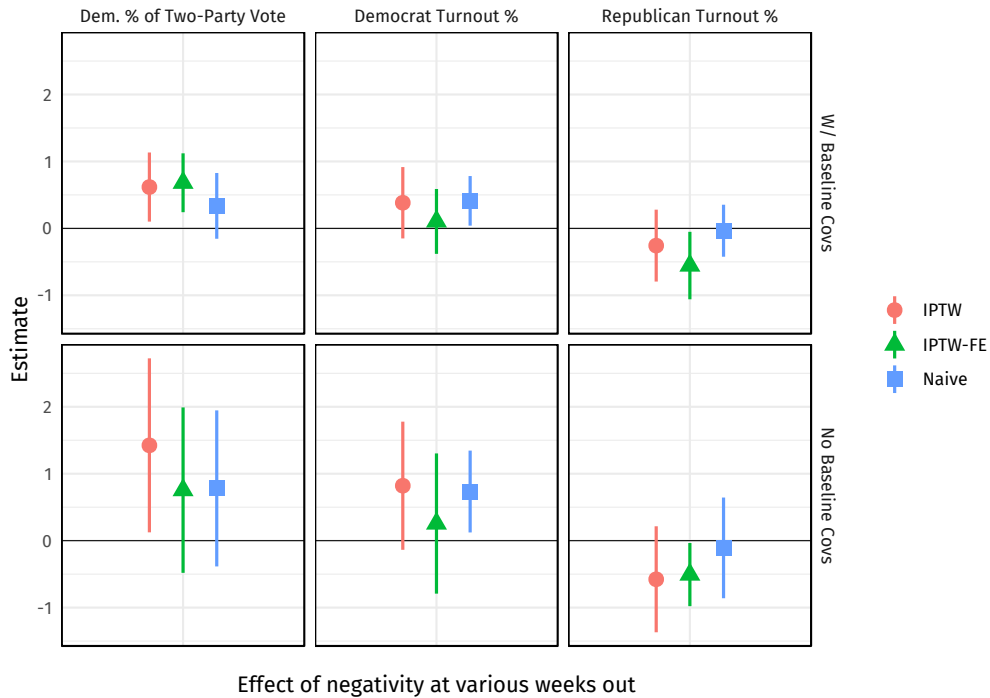 Dem. % of Two-Party Vote
Democrat Turnout %
Republican Turnout %
2
1
0
-1
W/ Baseline Covs
2
1
0
-1
No Baseline Covs
Estimate
IPTW
IPTW-FE
Naive
Effect of negativity at various weeks out